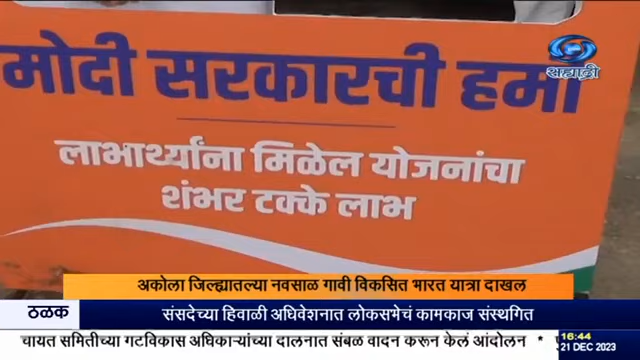 मोदी सरकारची हमी
सह्याद्री
लाभार्थ्यांना मिळेल योजनांचा
शंभर टक्के लाभ
अकोला जिल्ह्यातल्या नवसाळ गावी विकसित भारत यात्रा दाखल
ठळक
संसदेच्या हिवाळी अधिवेशनात लोकसभेचं कामकाज संस्थगित
चायत समितीच्या गटविकास अधिकाऱ्यांच्या दालनात संबळ वादन करून केलं आंदोलन *
16:44
21 DEC 2023